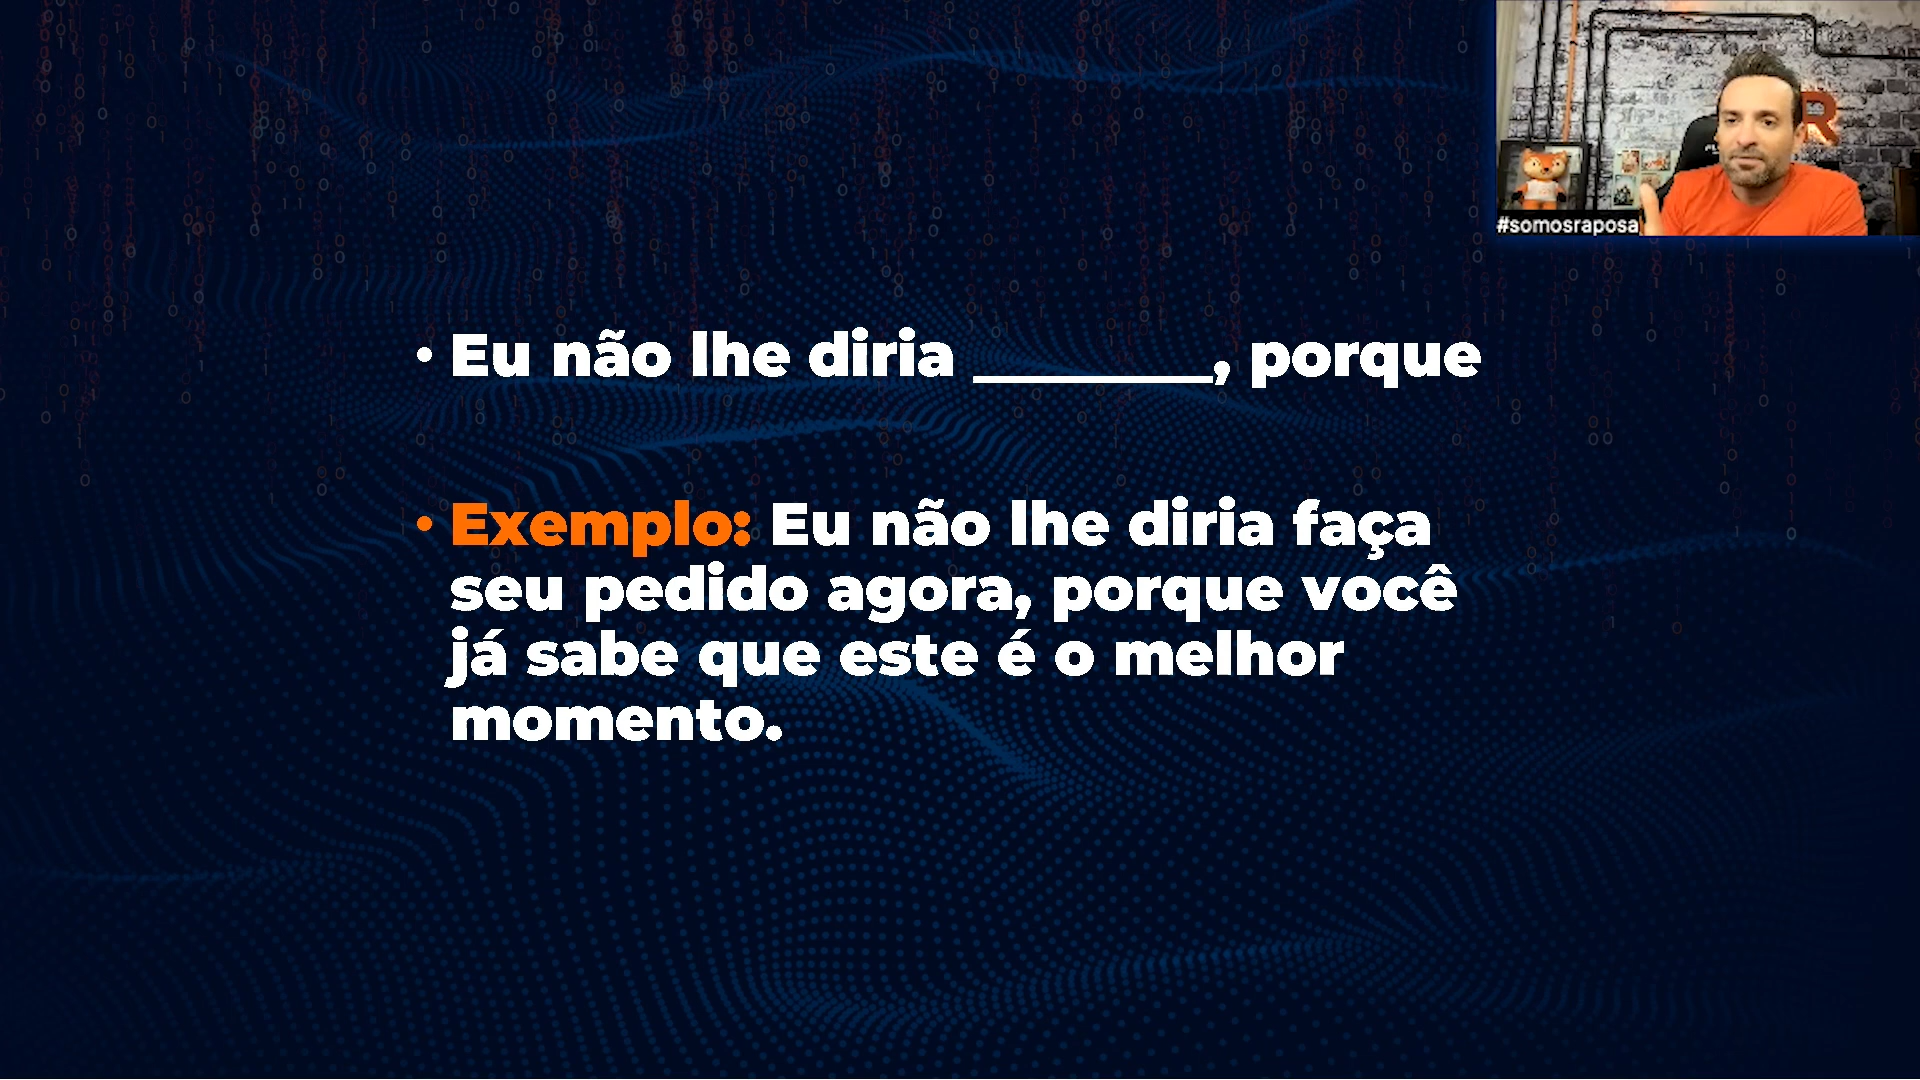 #somosraposa
R
• Eu não lhe diria ________, porque
•
• Exemplo: Eu não lhe diria faça
seu pedido agora, porque você
já sabe que este é o melhor
momento.